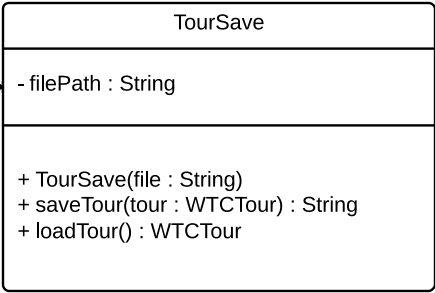 TourSave
- filePath : String
+ TourSave(file : String)
+ saveTour(tour : WTCTour) : String
+ loadTour() : WTCTour